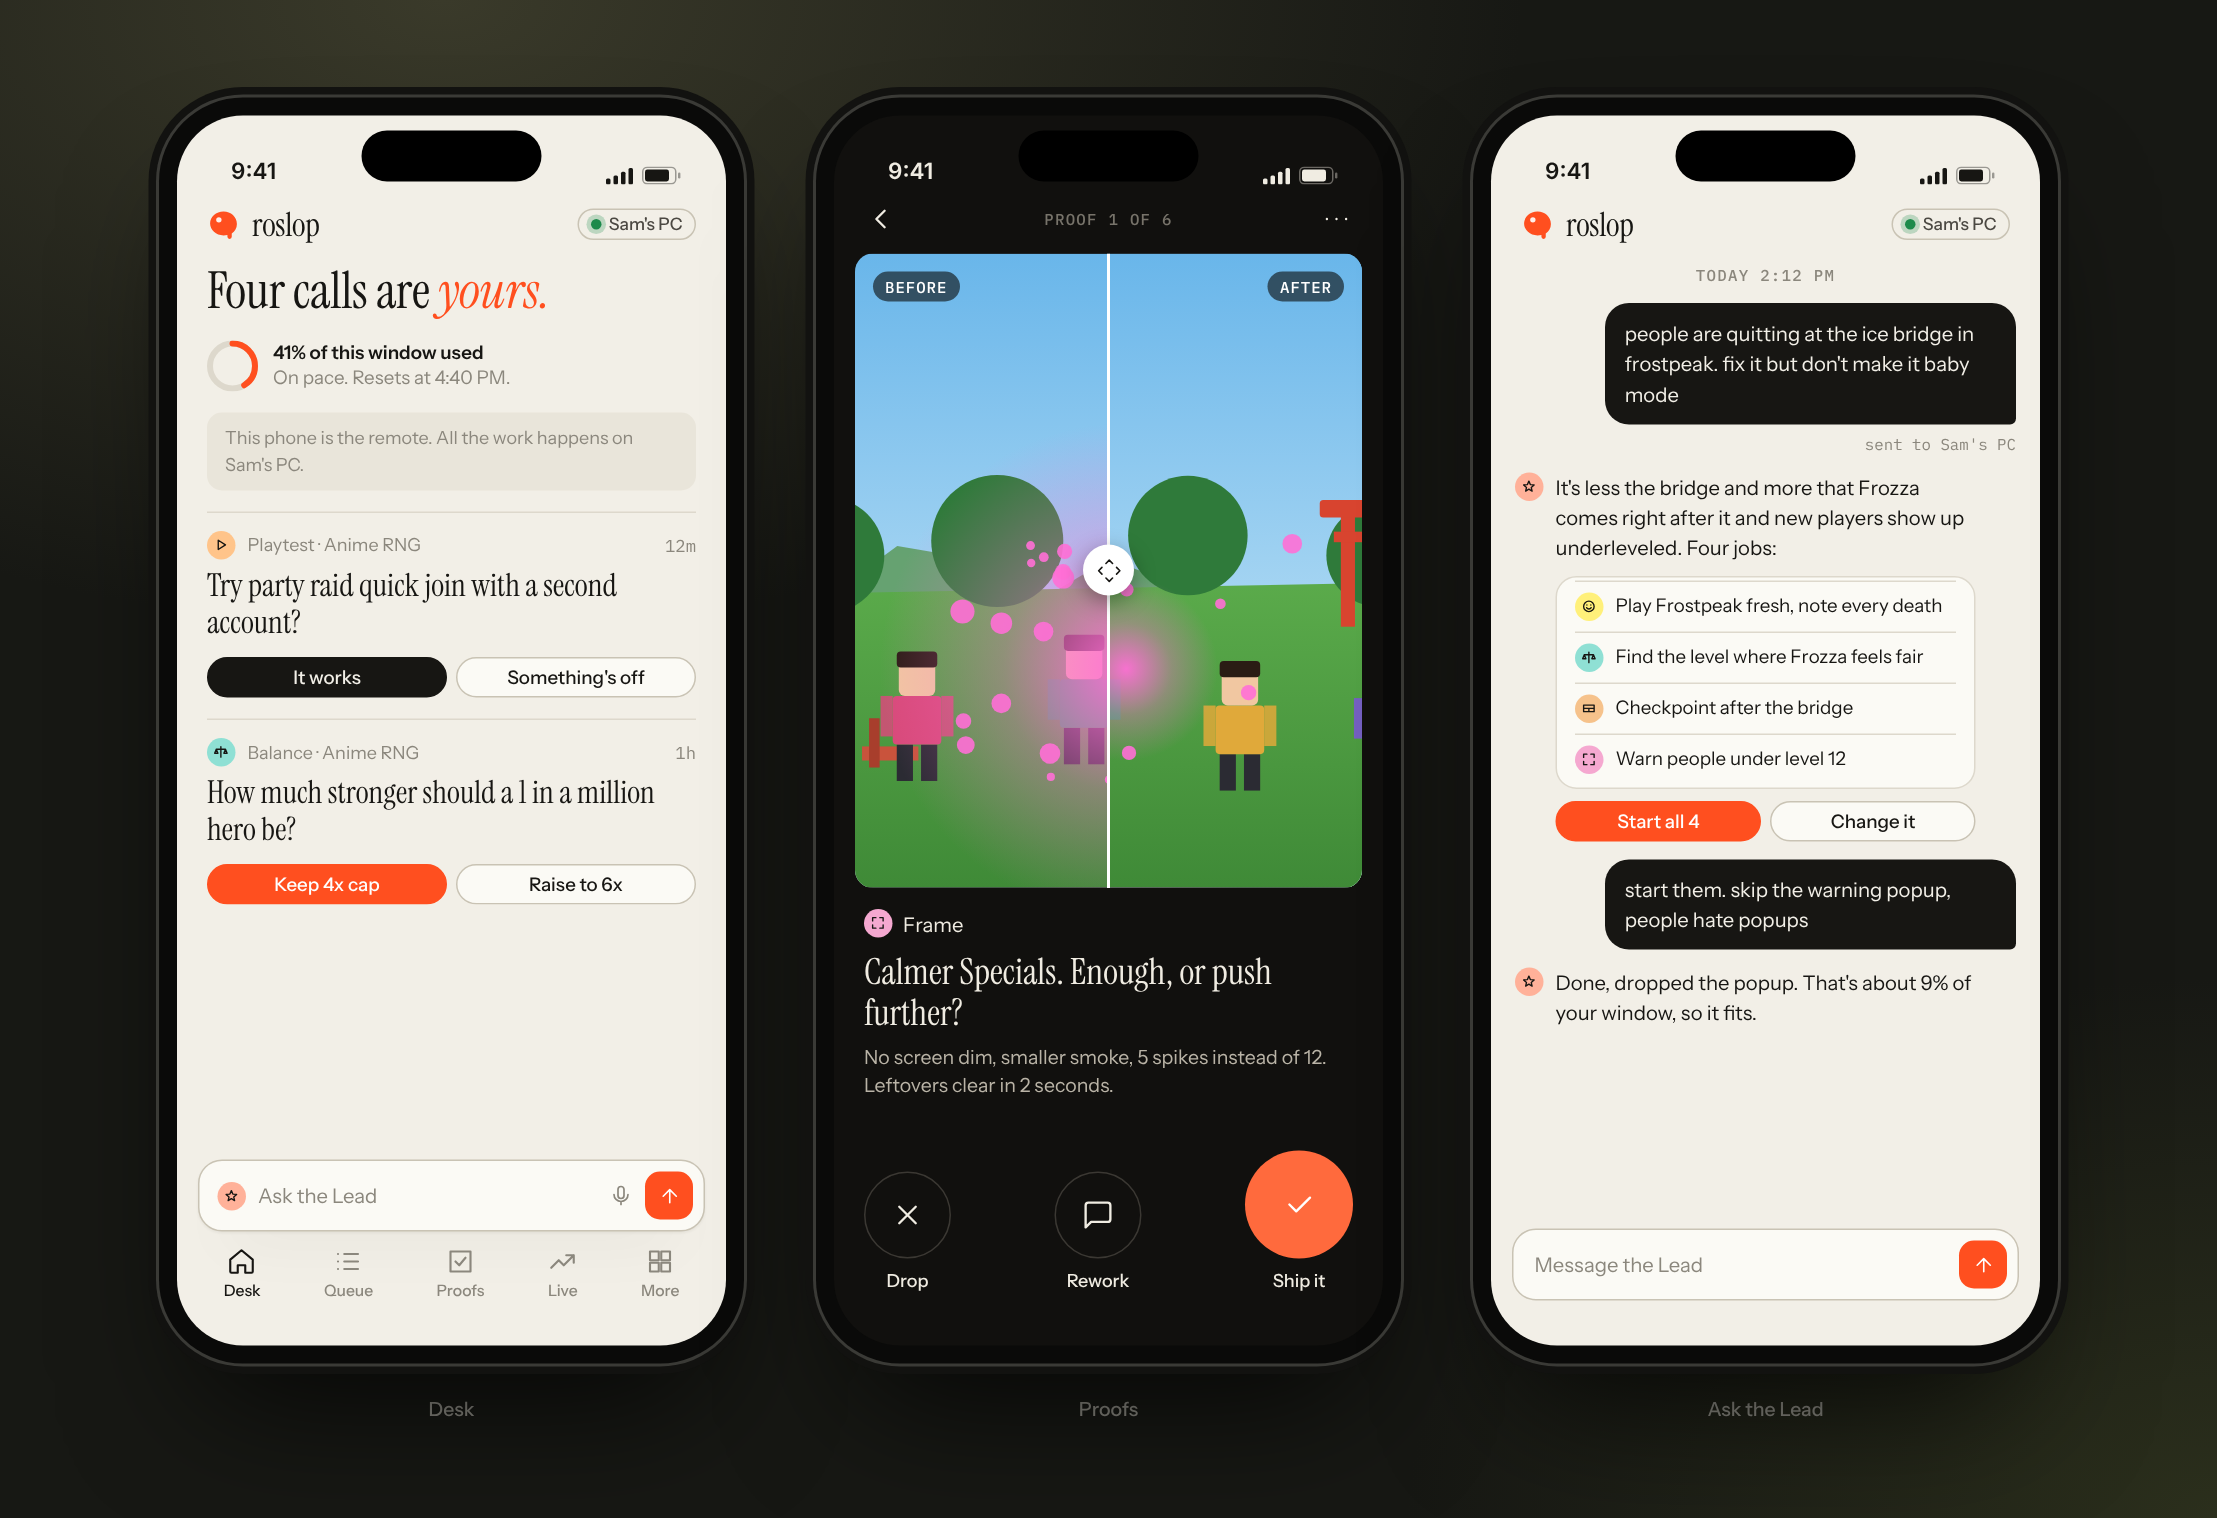 9:41
roslop
Sam's PC
Four calls are yours.
41% of this window used
On pace. Resets at 4:40 PM.
This phone is the remote. All the work happens on
Sam's PC.
Playtest · Anime RNG
12m
Try party raid quick join with a second
account?
It works
Something's off
Balance · Anime RNG
1h
How much stronger should a 1 in a million
hero be?
Keep 4x cap
Raise to 6x
Ask the Lead
Desk
Queue
Proofs
Live
More
Desk
9:41
PROOF 1 OF 6
BEFORE
AFTER
Frame
Calmer Specials. Enough, or push
further?
No screen dim, smaller smoke, 5 spikes instead of 12.
Leftovers clear in 2 seconds.
Drop
Rework
Ship it
Proofs
9:41
roslop
Sam's PC
TODAY 2:12 PM
people are quitting at the ice bridge in
frostpeak. fix it but don't make it baby
mode
sent to Sam's PC
It's less the bridge and more that Frozza
comes right after it and new players show up
underleveled. Four jobs:
Play Frostpeak fresh, note every death
Find the level where Frozza feels fair
Checkpoint after the bridge
Warn people under level 12
Start all 4
Change it
start them. skip the warning popup,
people hate popups
Done, dropped the popup. That's about 9% of
your window, so it fits.
Message the Lead
Ask the Lead